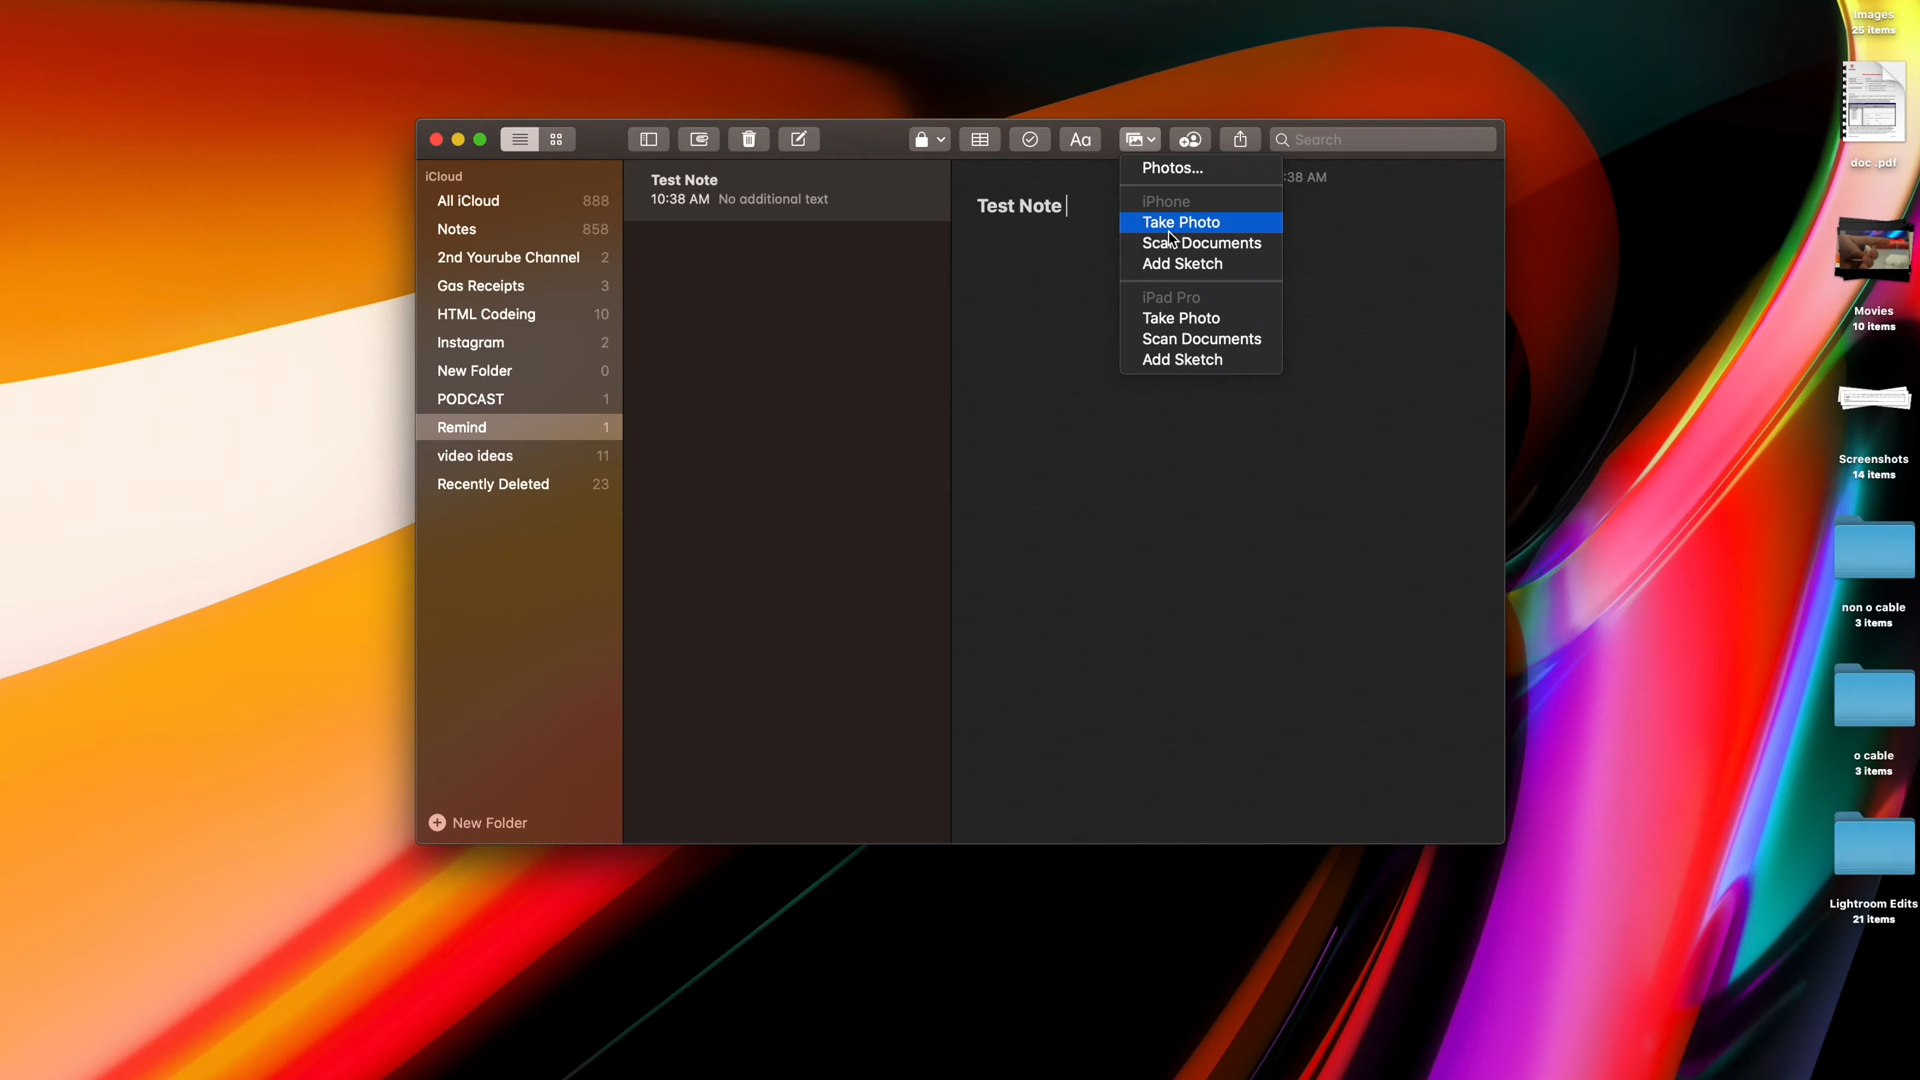 Search
iCloud
All iCloud 888
Notes 858
2nd Yourube Channel 2
Gas Receipts 3
HTML Codeing 10
Instagram 2
New Folder 0
PODCAST 1
Remind 1
video ideas 11
Recently Deleted 23
New Folder
Test Note
10:38 AM No additional text
:38 AM
Test Note
Aa
Photos...
iPhone
Take Photo
Scan Documents
Add Sketch
iPad Pro
Take Photo
Scan Documents
Add Sketch
Images
25 items
doc .pdf
Movies
10 items
Screenshots
14 items
non o cable
3 items
o cable
3 items
Lightroom Edits
21 items